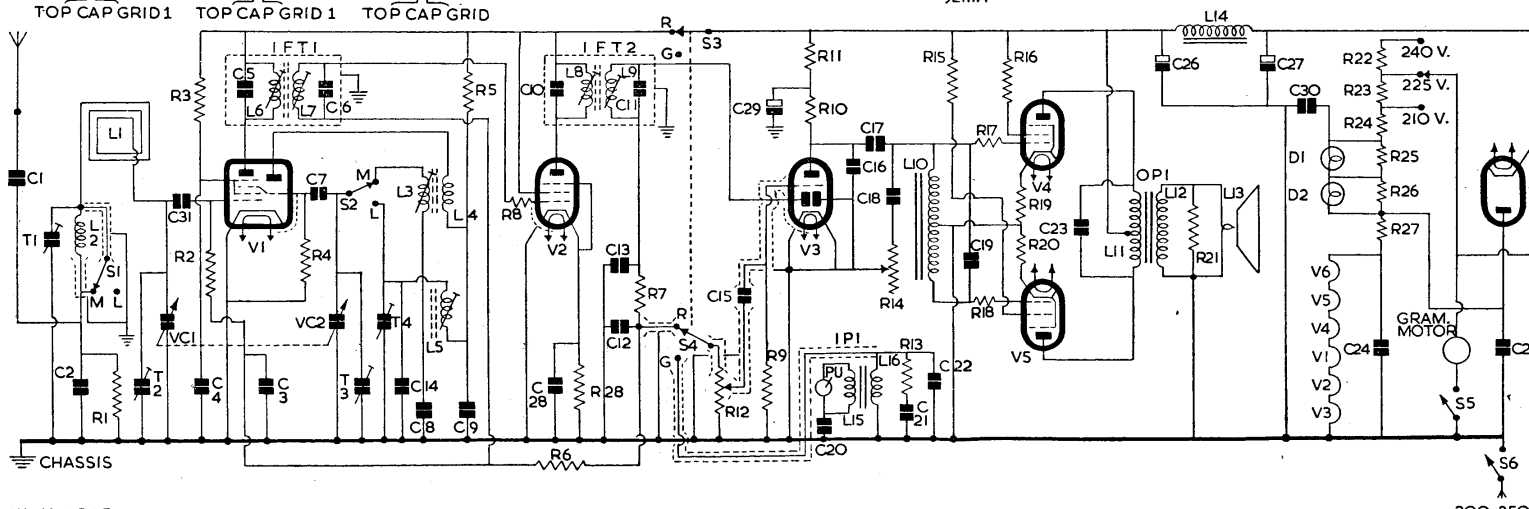 TOP CAP GRID 1 TOP CAP GRID 1 TOP CAP GRID
R S3 L14
IFT1 IFT2 G
R11 R15 R16 C26 C27 R22 240 V.
R3 C5 L6 L7 C6 R5 C10 L8 L9 C11 C29 R10 C30 R23 225 V.
R24 210 V.
L1 C17 R17 D1 R25
C1 C31 C7 M S2 L L3 L4 R8 V2 C16 L10 V4 OP1 D2 R26
T1 L2 V1 V3 C18 R19 L12 L13
R2 R4 C13 C19 R20 C23 L11 R21 R27
S1 M L R7 C15 R14 V6
VC1 VC2 T4 L5 R R18 V5
C12 S4 V4 GRAM. MOTOR
G IP1 R13 V5 C24 V1 C2
C2 R1 T2 C4 C3 T3 C14 C28 R28 R9 PU L16 C22 V2
C8 C9 R12 L15 C21 V3 S5
C20
CHASSIS R6 S6